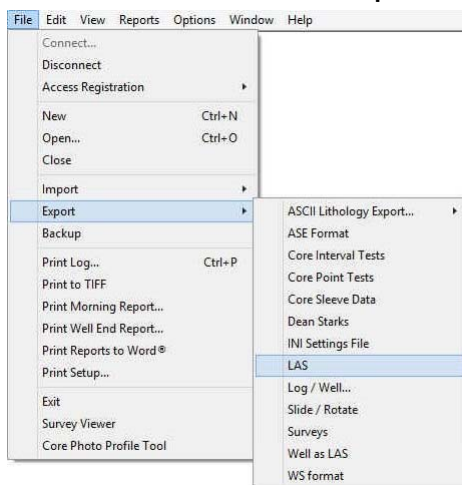 File Edit View Reports Options Window Help
Connect...
Disconnect
Access Registration
New Ctrl+N
Open... Ctrl+O
Close
Import
Export
Backup
Print Log... Ctrl+P
Print to TIFF
Print Morning Report...
Print Well End Report...
Print Reports to Word®
Print Setup...
Exit
Survey Viewer
Core Photo Profile Tool
ASCII Lithology Export...
ASE Format
Core Interval Tests
Core Point Tests
Core Sleeve Data
Dean Starks
INI Settings File
LAS
Log / Well...
Slide / Rotate
Surveys
Well as LAS
WS format